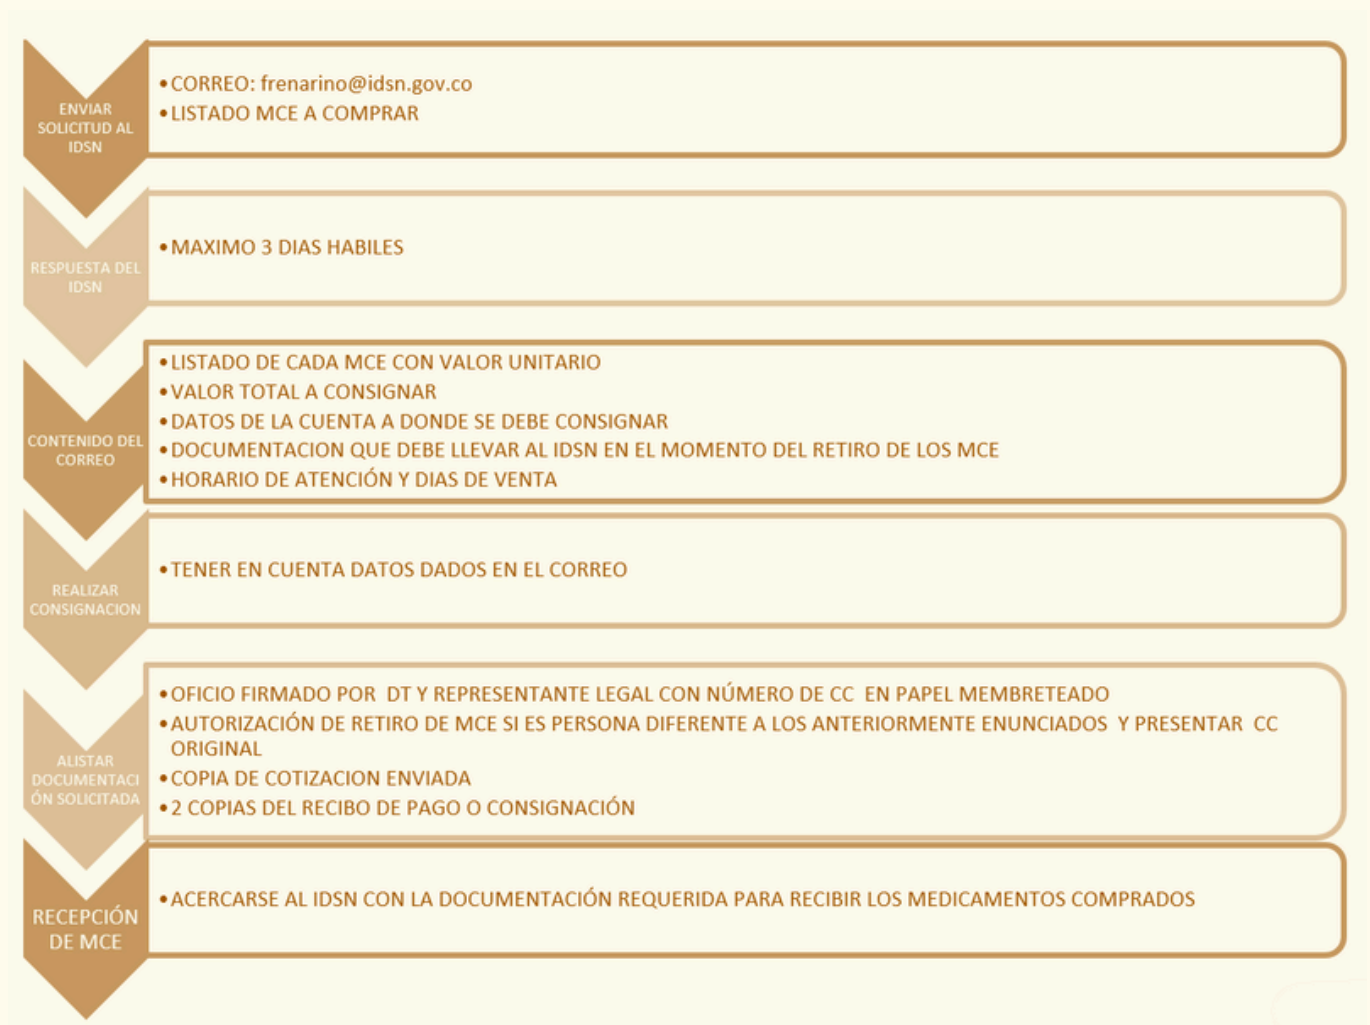 ENVIAR
SOLICITUD AL
IDSN
•CORREO: frenarino@idsn.gov.co
•LISTADO MCE A COMPRAR
RESPUESTA DEL
IDSN
•MAXIMO 3 DIAS HABILES
CONTENIDO DEL
CORREO
•LISTADO DE CADA MCE CON VALOR UNITARIO
•VALOR TOTAL A CONSIGNAR
•DATOS DE LA CUENTA A DONDE SE DEBE CONSIGNAR
•DOCUMENTACION QUE DEBE LLEVAR AL IDSN EN EL MOMENTO DEL RETIRO DE LOS MCE
•HORARIO DE ATENCIÓN Y DIAS DE VENTA
REALIZAR
CONSIGNACION
•TENER EN CUENTA DATOS DADOS EN EL CORREO
ALISTAR
DOCUMENTACI
ÓN SOLICITADA
•OFICIO FIRMADO POR DT Y REPRESENTANTE LEGAL CON NÚMERO DE CC EN PAPEL MEMBRETEADO
•AUTORIZACIÓN DE RETIRO DE MCE SI ES PERSONA DIFERENTE A LOS ANTERIORMENTE ENUNCIADOS Y PRESENTAR CC
ORIGINAL
•COPIA DE COTIZACION ENVIADA
•2 COPIAS DEL RECIBO DE PAGO O CONSIGNACIÓN
RECEPCIÓN
DE MCE
•ACERCARSE AL IDSN CON LA DOCUMENTACIÓN REQUERIDA PARA RECIBIR LOS MEDICAMENTOS COMPRADOS